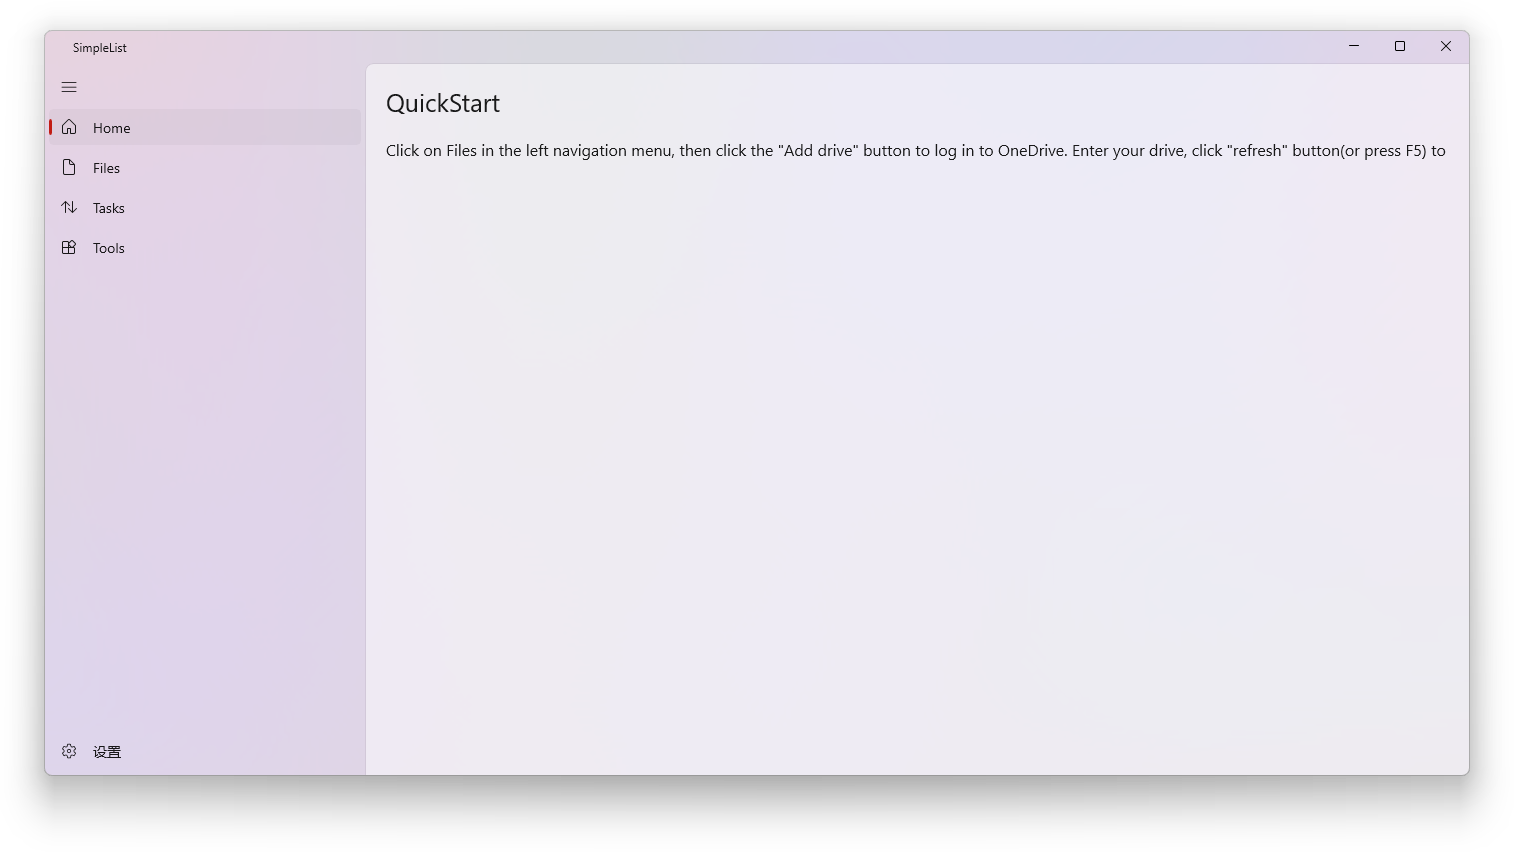 SimpleList
Home
Files
Tasks
Tools
设置
QuickStart
Click on Files in the left navigation menu, then click the "Add drive" button to log in to OneDrive. Enter your drive, click "refresh" button(or press F5) to